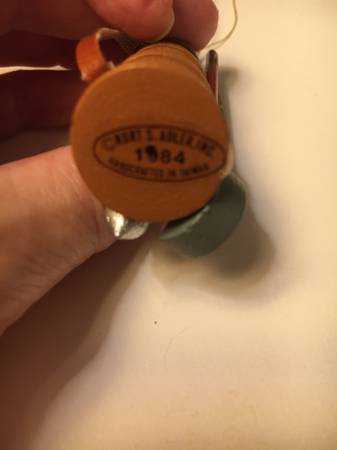 ©KURT S. ADLER, INC.
1984
HANDCRAFTED IN TAIWAN